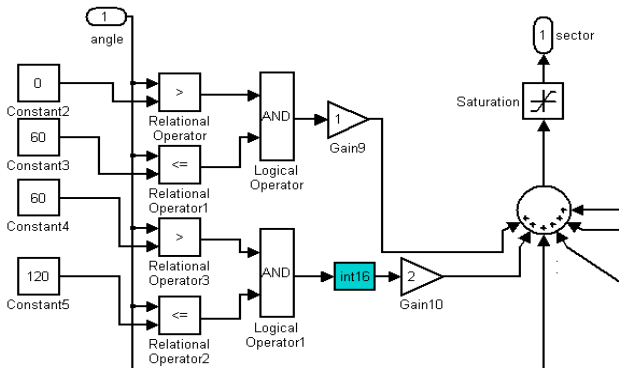 1
angle
1
sector
0
Constant2
>
Relational
Operator
AND
1
Gain9
Saturation
60
Constant3
<=
Relational
Operator1
Logical
Operator
60
Constant4
>
Relational
Operator3
AND
int16
2
Gain10
120
Constant5
<=
Relational
Operator2
Logical
Operator1